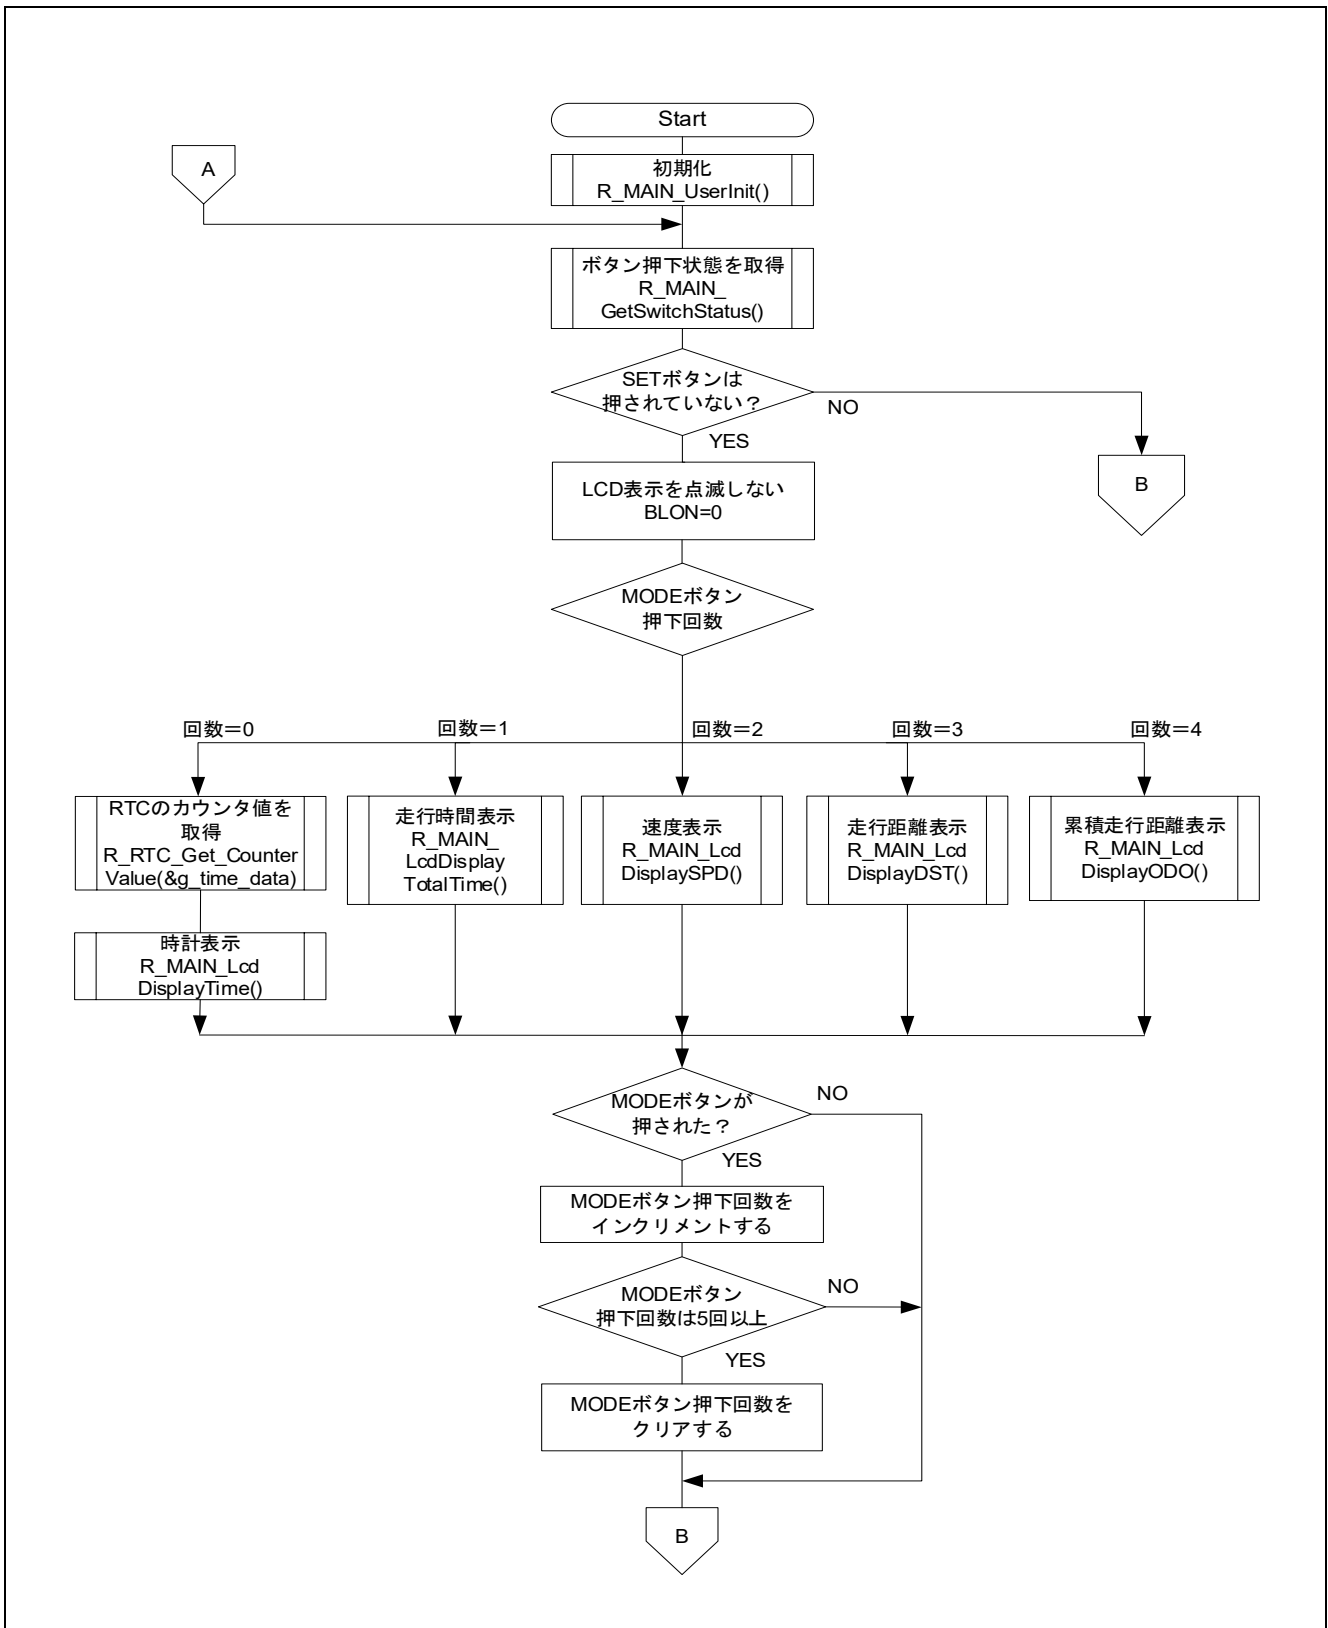 Start
A
初期化
R_MAIN_UserInit()
ボタン押下状態を取得
R_MAIN_
GetSwitchStatus()
SETボタンは
押されていない？
NO
YES
B
LCD表示を点滅しない
BLON=0
MODEボタン
押下回数
回数＝0
回数＝1
回数＝2
回数＝3
回数＝4
RTCのカウンタ値を
取得
R_RTC_Get_Counter
Value(&g_time_data)
走行時間表示
R_MAIN_
LcdDisplay
TotalTime()
速度表示
R_MAIN_Lcd
DisplaySPD()
走行距離表示
R_MAIN_Lcd
DisplayDST()
累積走行距離表示
R_MAIN_Lcd
DisplayODO()
時計表示
R_MAIN_Lcd
DisplayTime()
MODEボタンが
押された？
NO
YES
MODEボタン押下回数を
インクリメントする
MODEボタン
押下回数は5回以上
NO
YES
MODEボタン押下回数を
クリアする
B